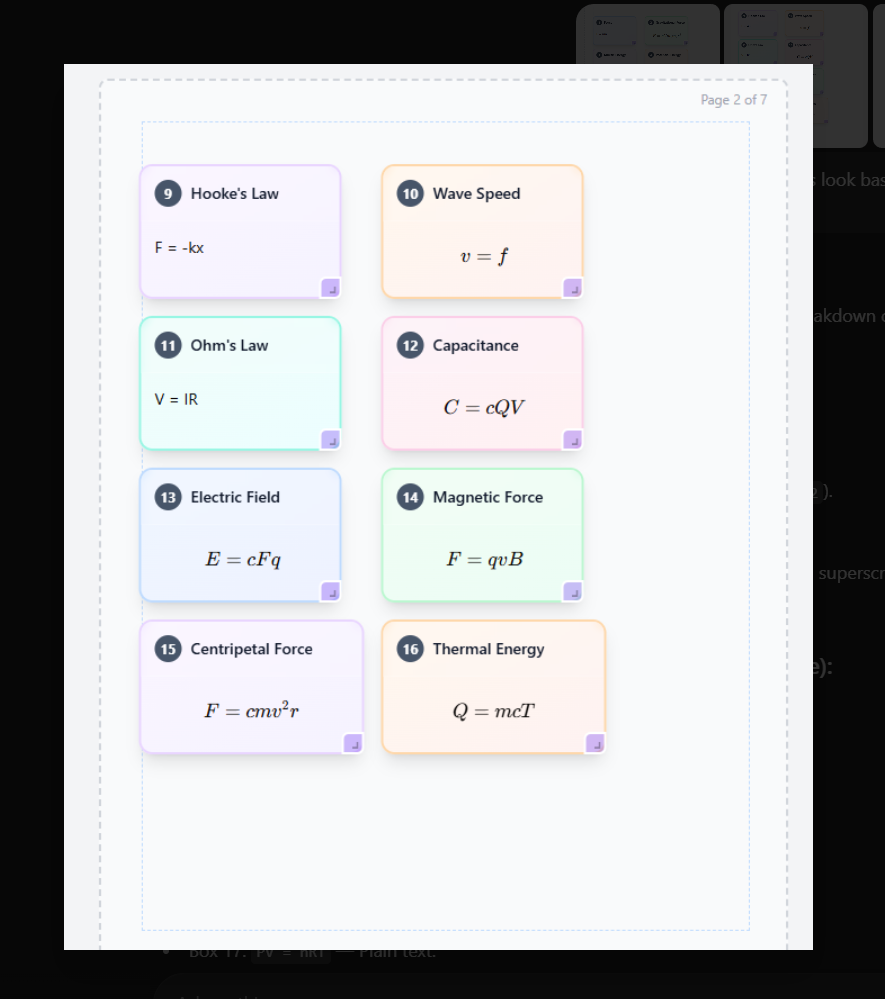 s look bas
Page 2 of 7
9 Hooke's Law
F = -kx
10 Wave Speed
v = f
11 Ohm's Law
V = IR
12 Capacitance
C = cQV
13 Electric Field
E = cFq
14 Magnetic Force
F = qvB
15 Centripetal Force
F = cmv²r
16 Thermal Energy
Q = mcT
akdown
).
superscr
e):
Box 17: PV = nRT — Plain text.